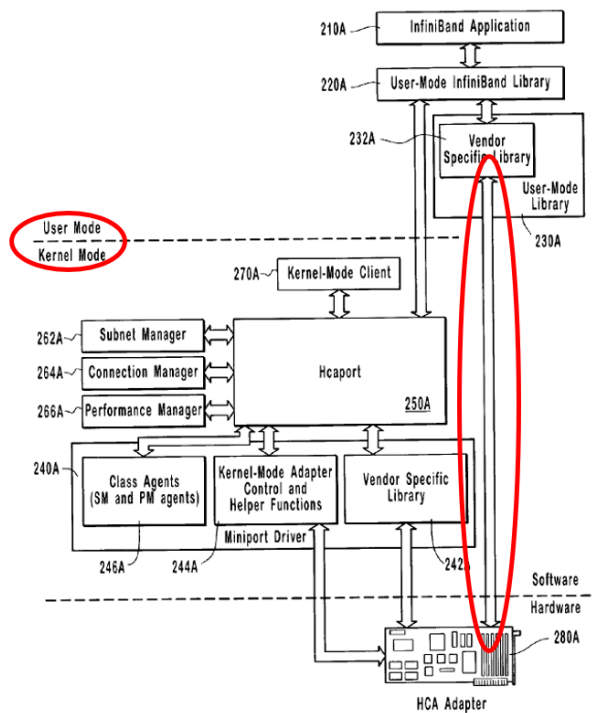 210A
InfiniBand Application
220A
User-Mode InfiniBand Library
232A
Vendor
Specific Library
User-Mode
Library
230A
User Mode
Kernel Mode
270A
Kernel-Mode Client
262A
Subnet Manager
264A
Connection Manager
266A
Performance Manager
Hcaport
250A
240A
Class Agents
(SM and PM agents)
Kernel-Mode Adapter
Control and
Helper Functions
Vendor Specific
Library
Miniport Driver
246A
244A
242A
Software
Hardware
280A
HCA Adapter